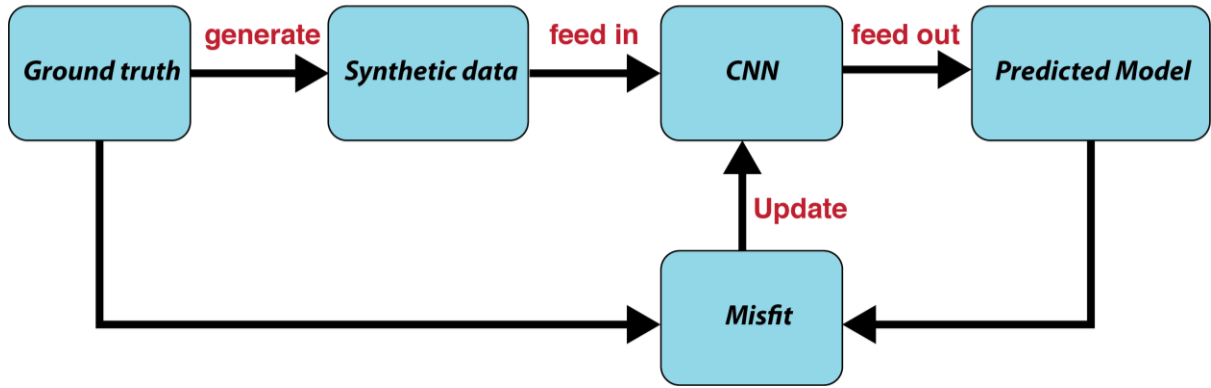 generate
feed in
feed out
Ground truth
Synthetic data
CNN
Predicted Model
Update
Misfit